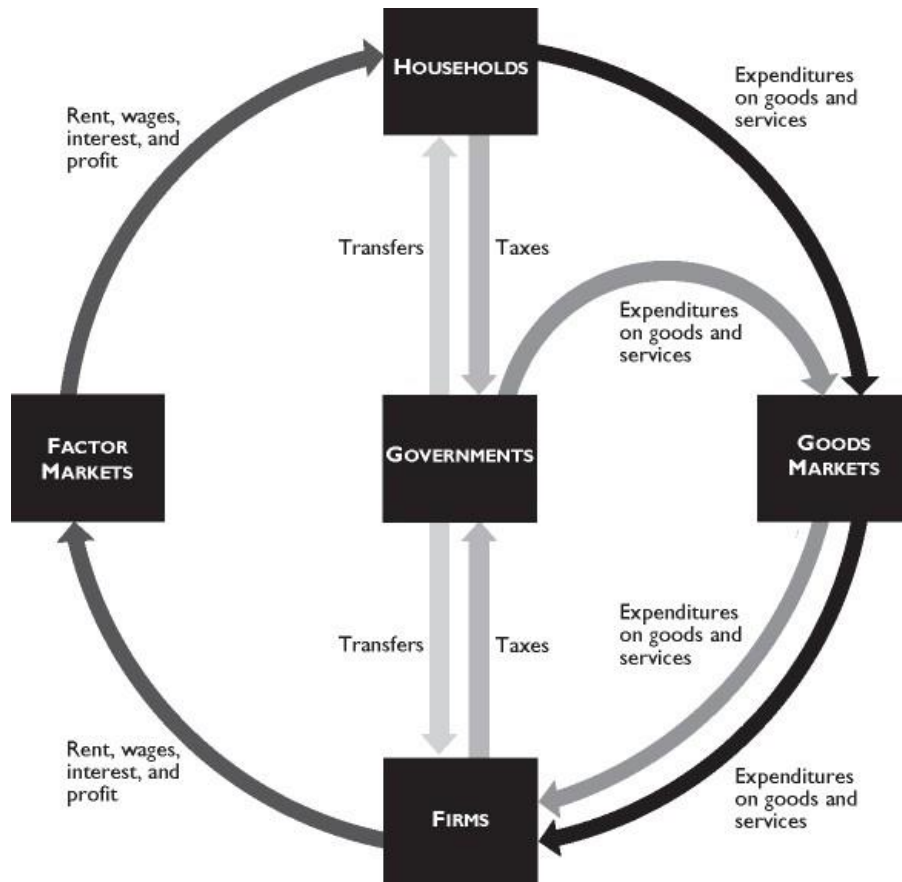 HOUSEHOLDS
Expenditures
on goods and
services
Rent, wages,
interest, and
profit
Transfers
Taxes
Expenditures
on goods and
services
FACTOR
MARKETS
GOVERNMENTS
GOODS
MARKETS
Transfers
Taxes
Expenditures
on goods and
services
Rent, wages,
interest, and
profit
Expenditures
on goods and
services
FIRMS